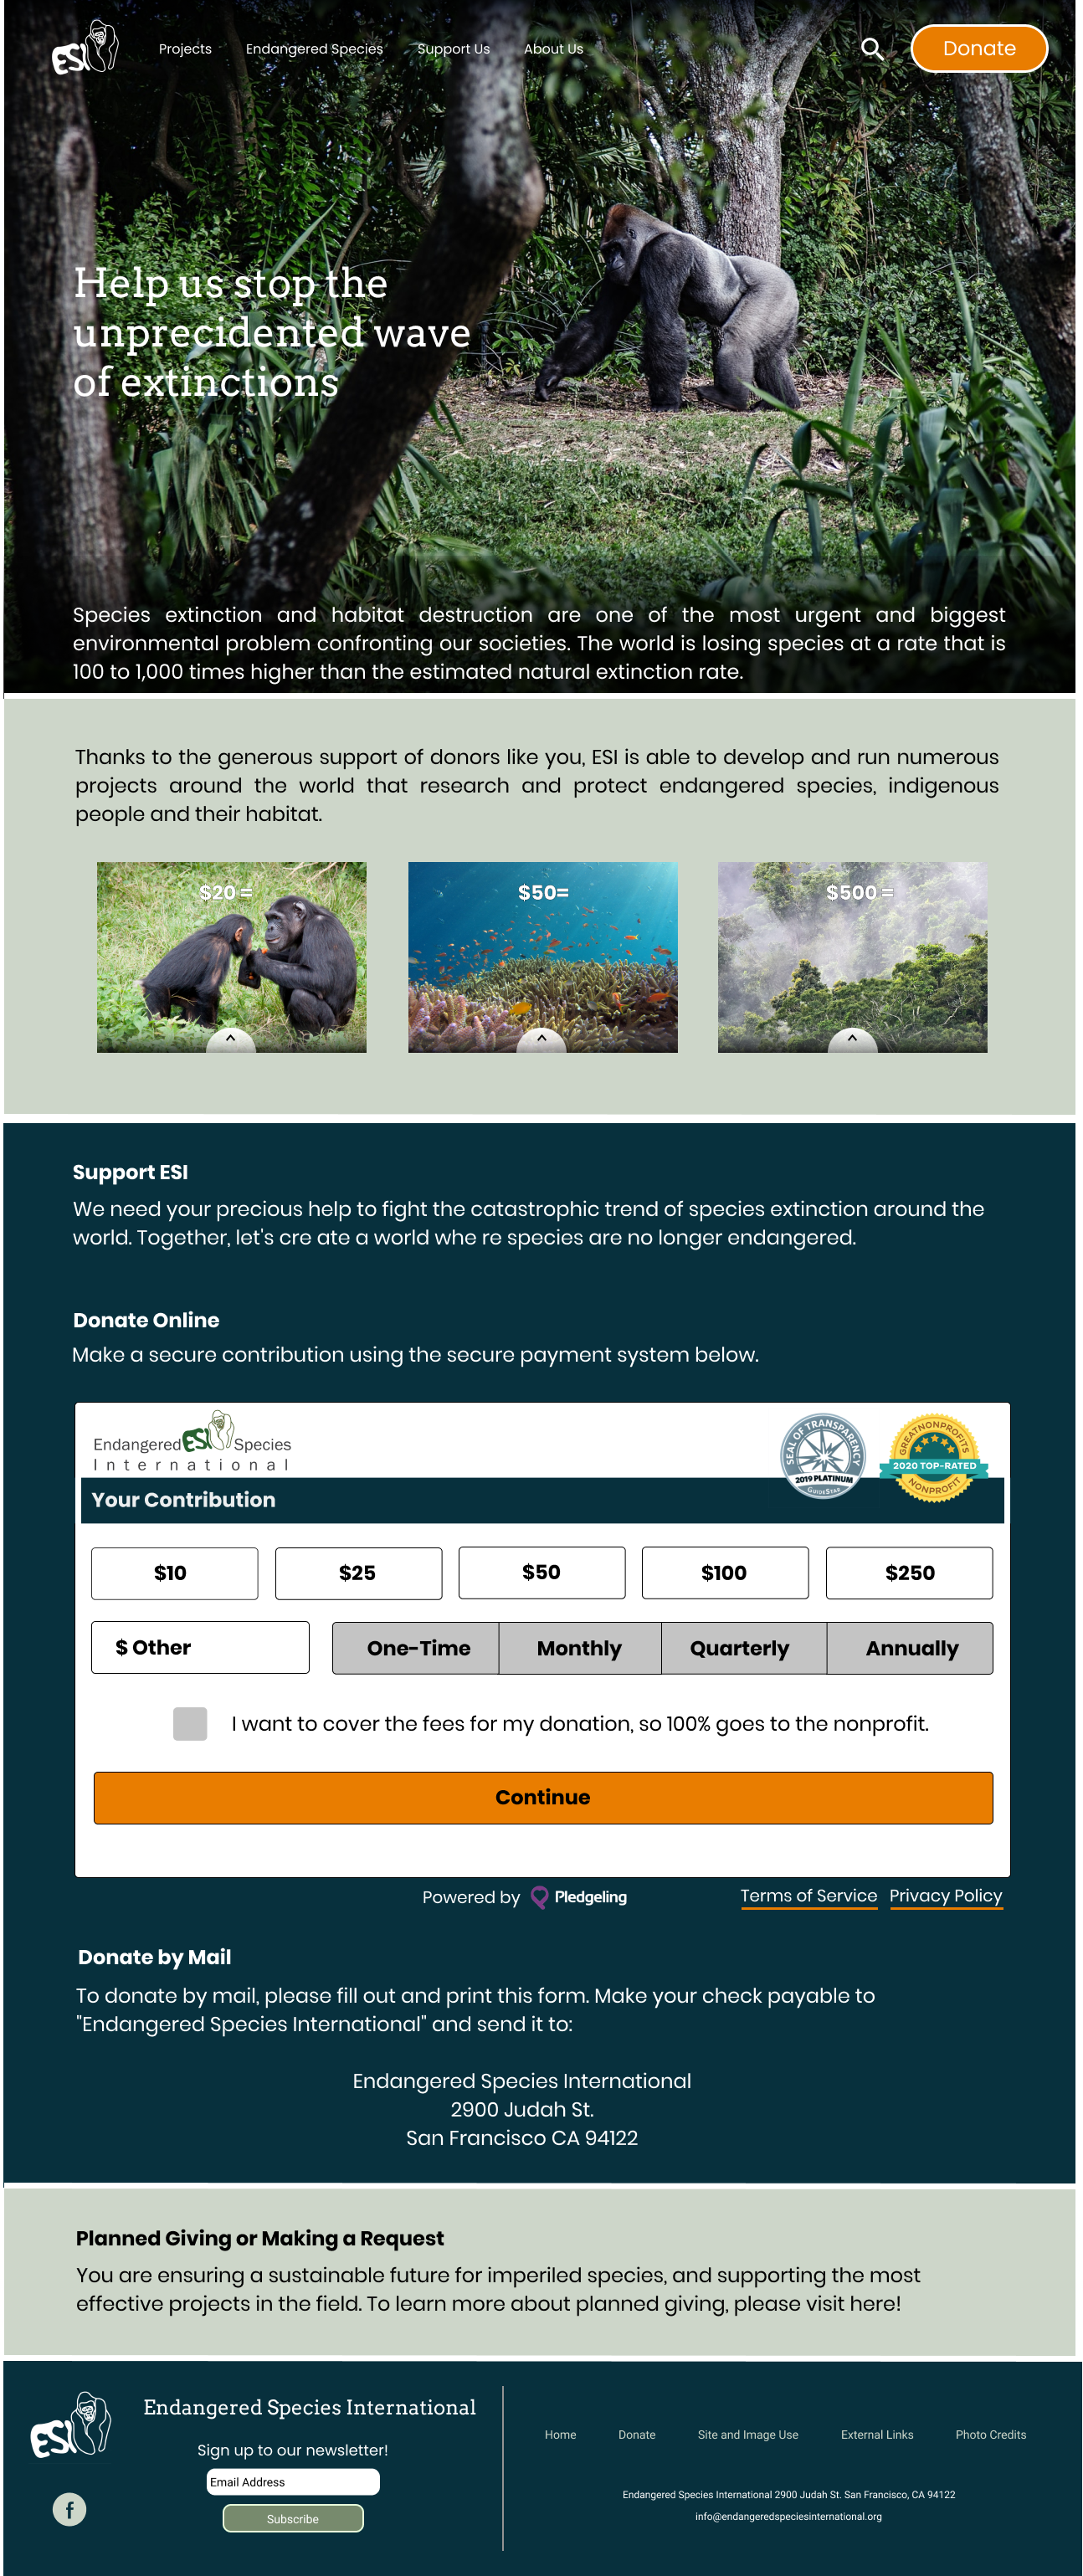 ESI
Projects
Endangered Species
Support Us
About Us
Donate
Help us stop the
unprecidented wave
of extinctions
Species extinction and habitat destruction are one of the most urgent and biggest
environmental problem confronting our societies. The world is losing species at a rate that is
100 to 1,000 times higher than the estimated natural extinction rate.
Thanks to the generous support of donors like you, ESI is able to develop and run numerous
projects around the world that research and protect endangered species, indigenous
people and their habitat.
$20 =
$50=
$500 =
Support ESI
We need your precious help to fight the catastrophic trend of species extinction around the
world. Together, let's cre ate a world whe re species are no longer endangered.
Donate Online
Make a secure contribution using the secure payment system below.
Endangered ESI Species
International
SEAL OF TRANSPARENCY
2019 PLATINUM
GUIDESTAR
GREATNONPROFITS
2020 TOP-RATED
NONPROFIT
Your Contribution
$10
$25
$50
$100
$250
$ Other
One-Time
Monthly
Quarterly
Annually
I want to cover the fees for my donation, so 100% goes to the nonprofit.
Continue
Powered by Pledgeling
Terms of Service
Privacy Policy
Donate by Mail
To donate by mail, please fill out and print this form. Make your check payable to
"Endangered Species International" and send it to:
Endangered Species International
2900 Judah St.
San Francisco CA 94122
Planned Giving or Making a Request
You are ensuring a sustainable future for imperiled species, and supporting the most
effective projects in the field. To learn more about planned giving, please visit here!
ESI
Endangered Species International
Sign up to our newsletter!
Email Address
Subscribe
f
Home
Donate
Site and Image Use
External Links
Photo Credits
Endangered Species International 2900 Judah St. San Francisco, CA 94122
info@endangeredspeciesinternational.org